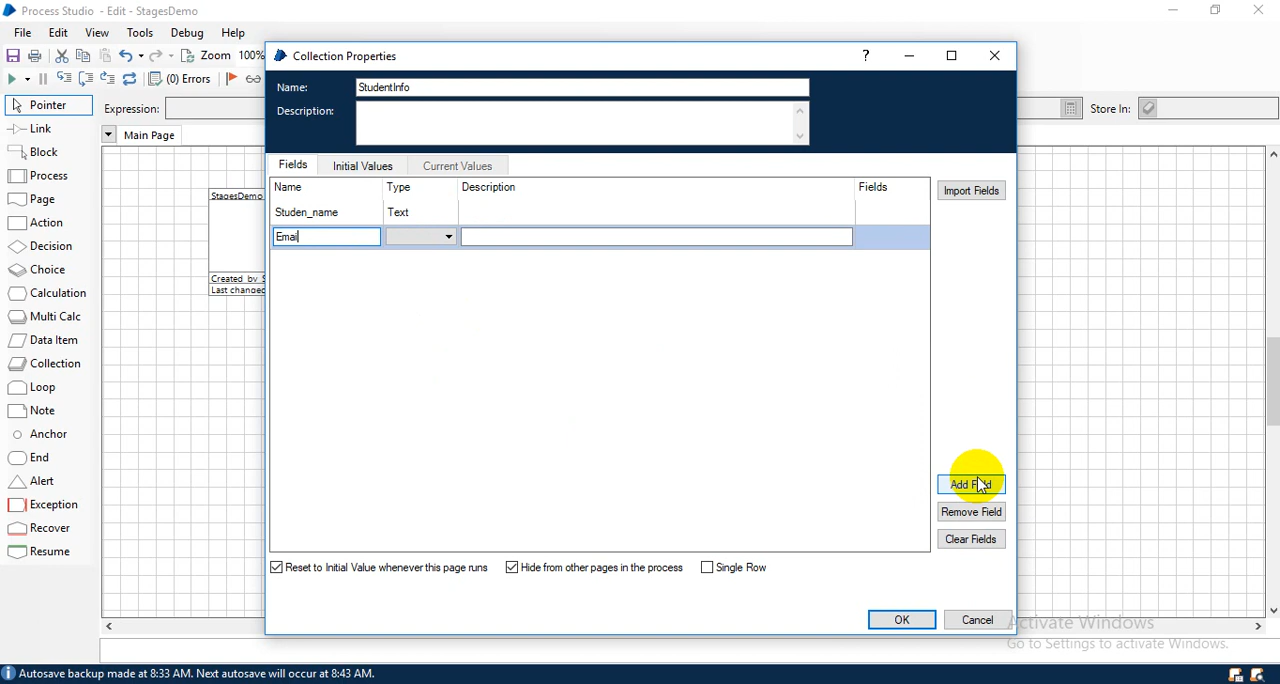 Process Studio - Edit - StagesDemo
File Edit View Tools Debug Help
Zoom 100%
(0) Errors
Expression:
Store In:
Pointer
Link
Block
Process
Page
Action
Decision
Choice
Calculation
Multi Calc
Data Item
Collection
Loop
Note
Anchor
End
Alert
Exception
Recover
Resume
Main Page
StagesDemo
Created by S
Last changed
Collection Properties
?
Name: StudentInfo
Description:
Fields Initial Values Current Values
Name Type Description Fields
Studen_name Text
Emai
Import Fields
Add Field
Remove Field
Clear Fields
Reset to Initial Value whenever this page runs Hide from other pages in the process Single Row
OK Cancel
Activate Windows
Go to Settings to activate Windows.
Autosave backup made at 8:33 AM. Next autosave will occur at 8:43 AM.